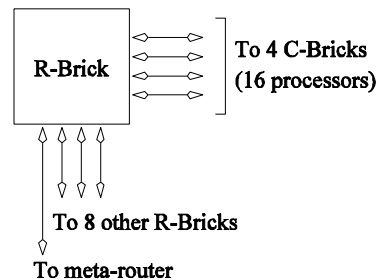 R-Brick
To 4 C-Bricks
(16 processors)
To 8 other R-Bricks
To meta-router